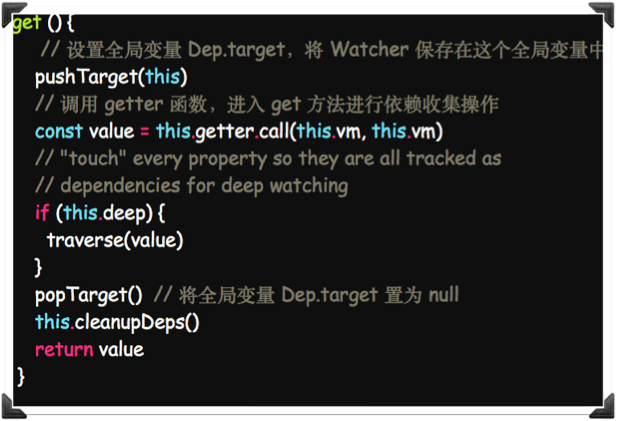 get () {
// 设置全局变量 Dep.target，将 Watcher 保存在这个全局变量中
pushTarget(this)
// 调用 getter 函数，进入 get 方法进行依赖收集操作
const value = this.getter.call(this.vm, this.vm)
// "touch" every property so they are all tracked as
// dependencies for deep watching
if (this.deep) {
traverse(value)
}
popTarget() // 将全局变量 Dep.target 置为 null
this.cleanupDeps()
return value
}